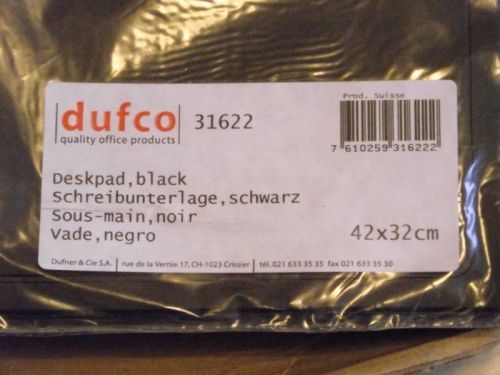 Prod. Suisse
dufco 31622
quality office products
7 610259 316222
Deskpad,black
Schreibunterlage,schwarz
Sous-main,noir
Vade,negro 42x32cm
Dufner & Cie S.A. rue de la Vernie 17, CH-1023 Crissier tél. 021 633 35 35 fax 021 633 35 30